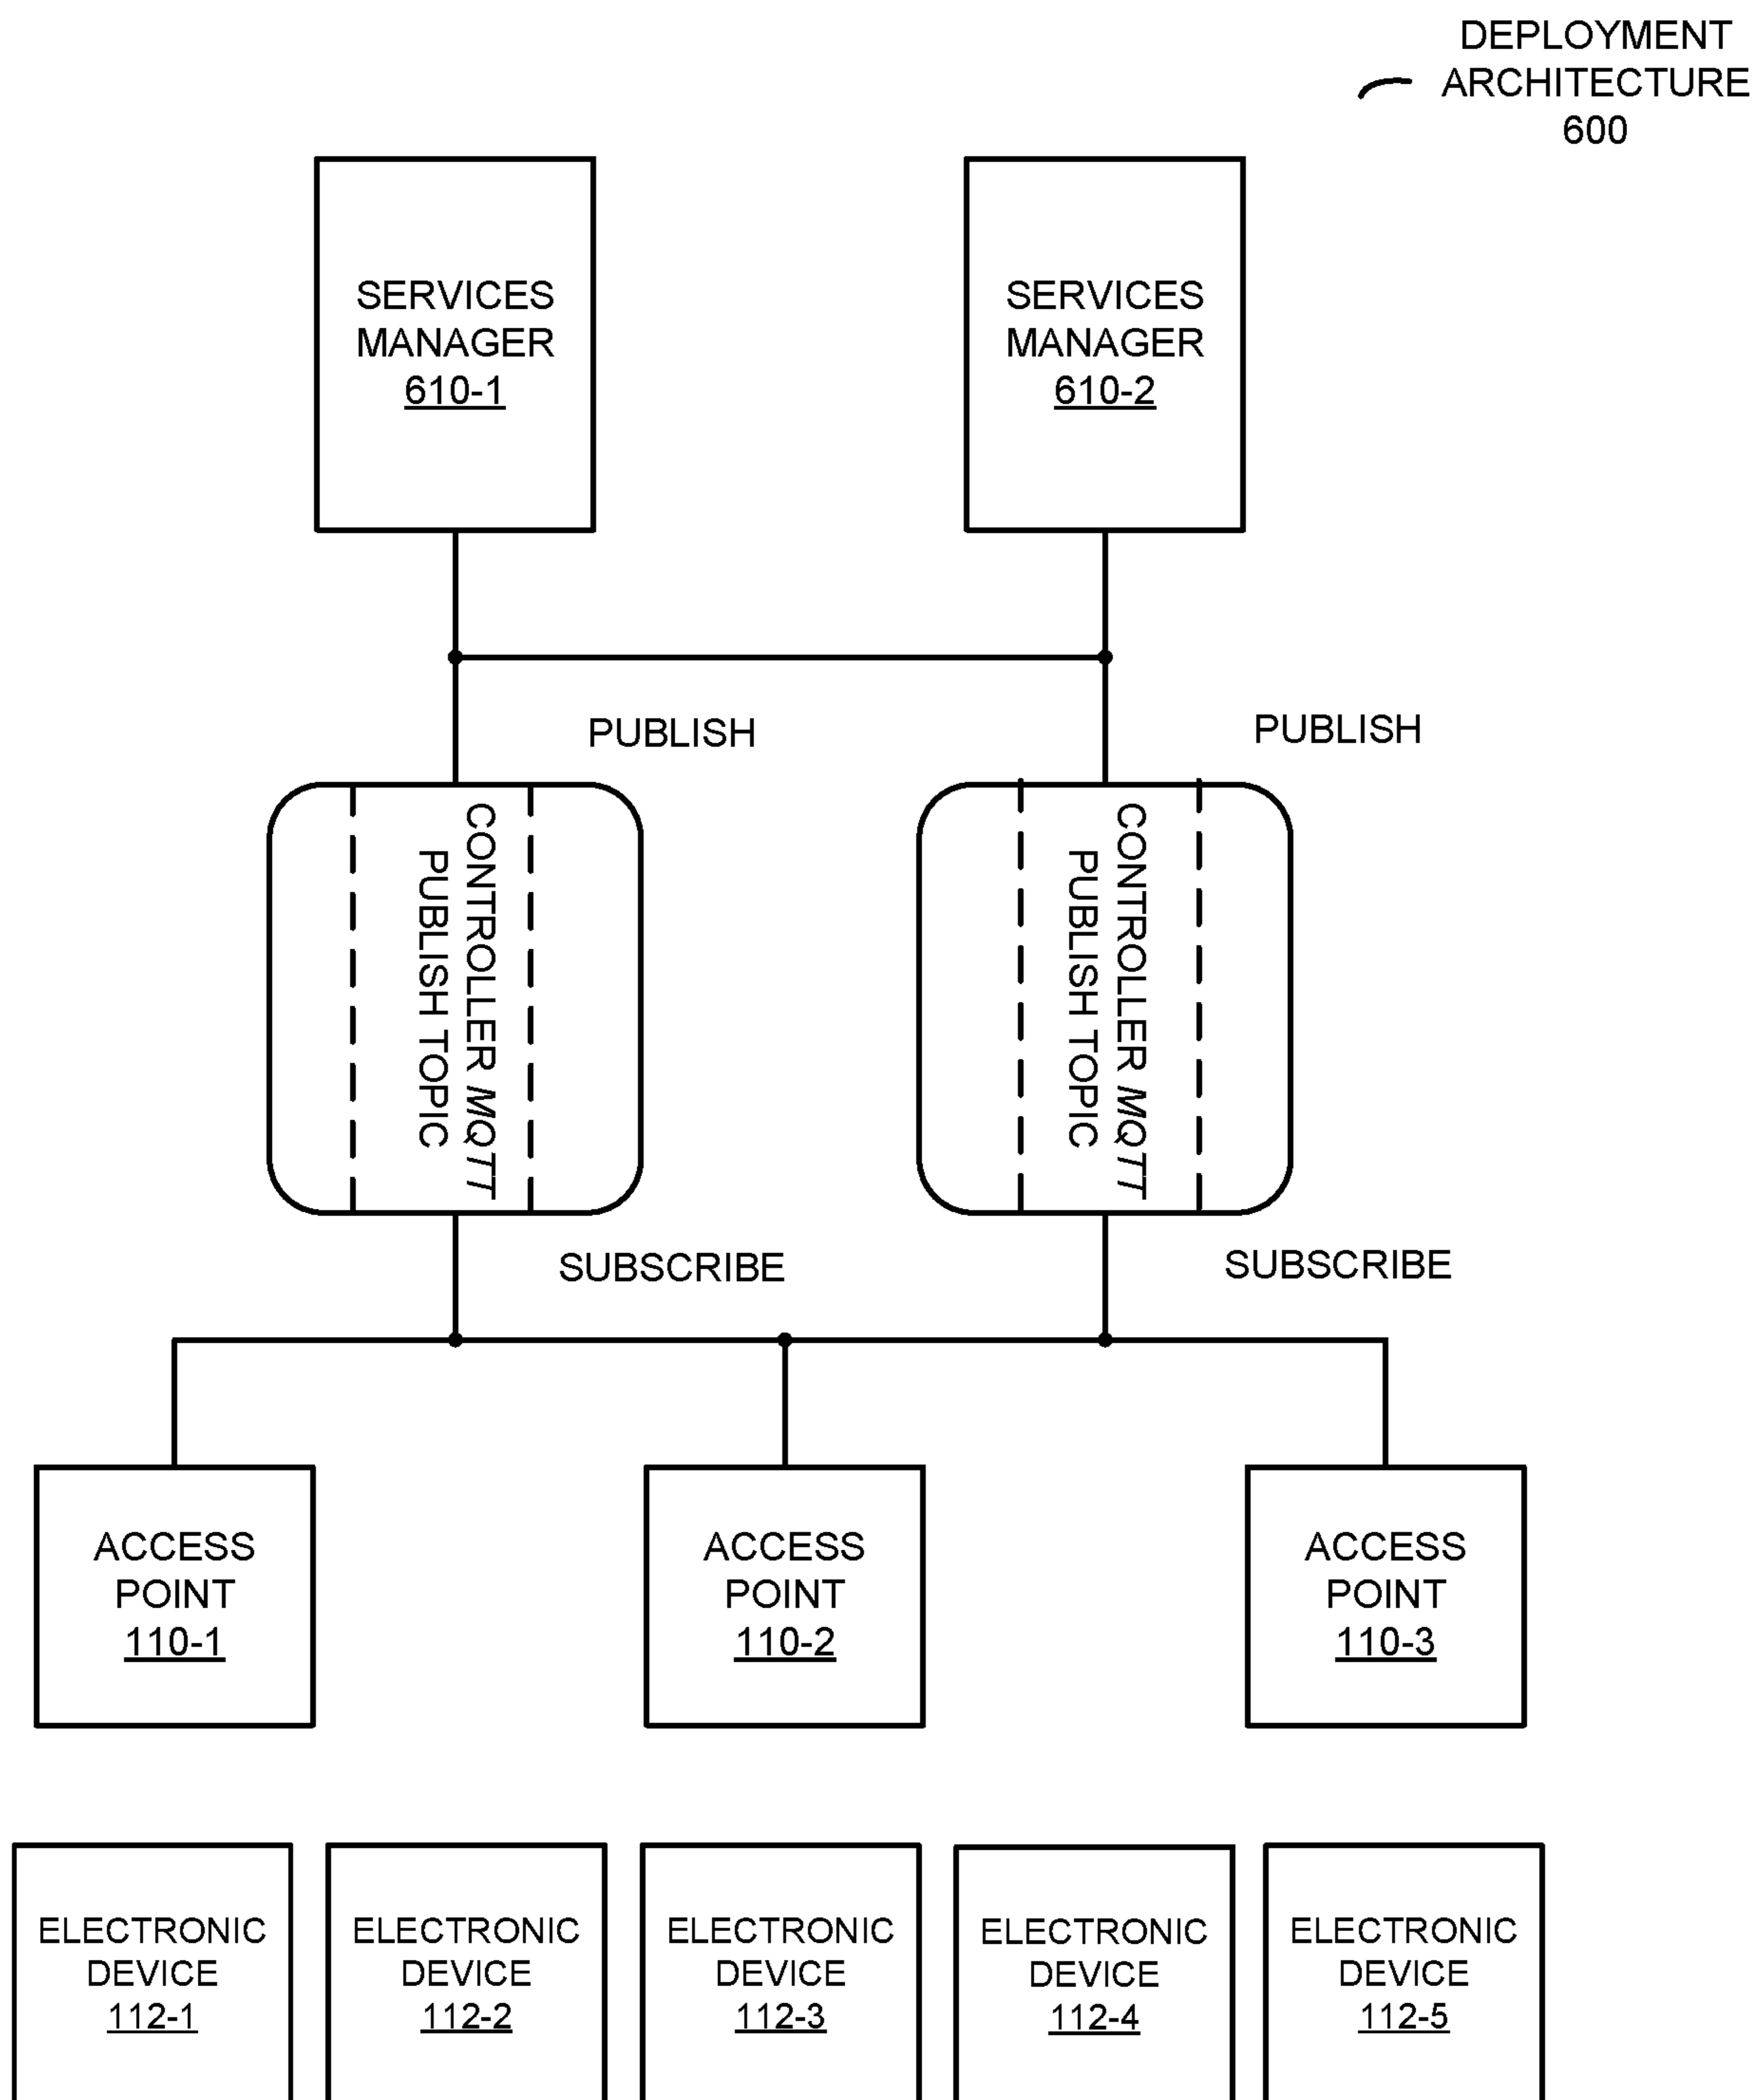 DEPLOYMENT
ARCHITECTURE
600
SERVICES
MANAGER
610-1
SERVICES
MANAGER
610-2
PUBLISH
PUBLISH
CONTROLLER MQTT
PUBLISH TOPIC
CONTROLLER MQTT
PUBLISH TOPIC
SUBSCRIBE
SUBSCRIBE
ACCESS
POINT
110-1
ACCESS
POINT
110-2
ACCESS
POINT
110-3
ELECTRONIC
DEVICE
112-1
ELECTRONIC
DEVICE
112-2
ELECTRONIC
DEVICE
112-3
ELECTRONIC
DEVICE
112-4
ELECTRONIC
DEVICE
112-5